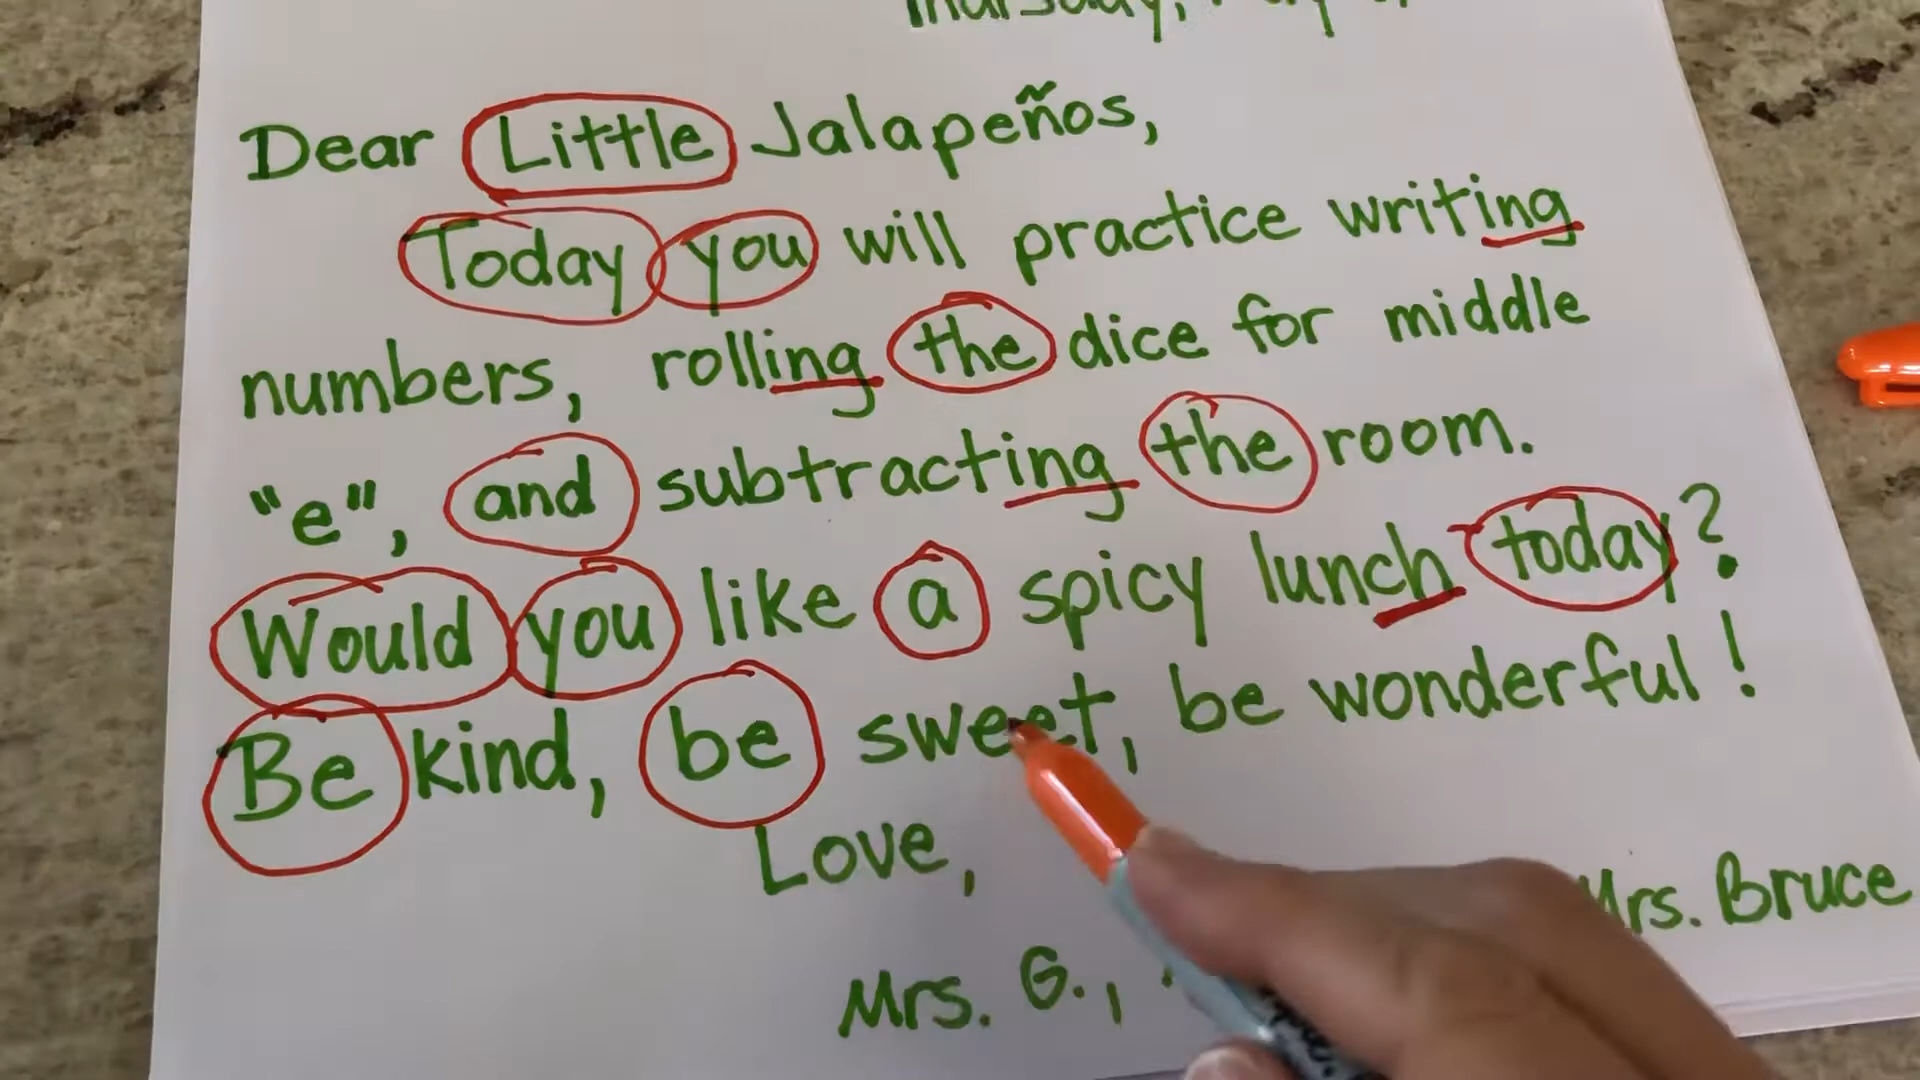 Thursday,
Dear Little Jalapeños,
Today you will practice writing
numbers, rolling the dice for middle
"e", and subtracting the room.
Would you like a spicy lunch today?
Be kind, be sweet, be wonderful!
Love,
Mrs. G., Mrs. Bruce